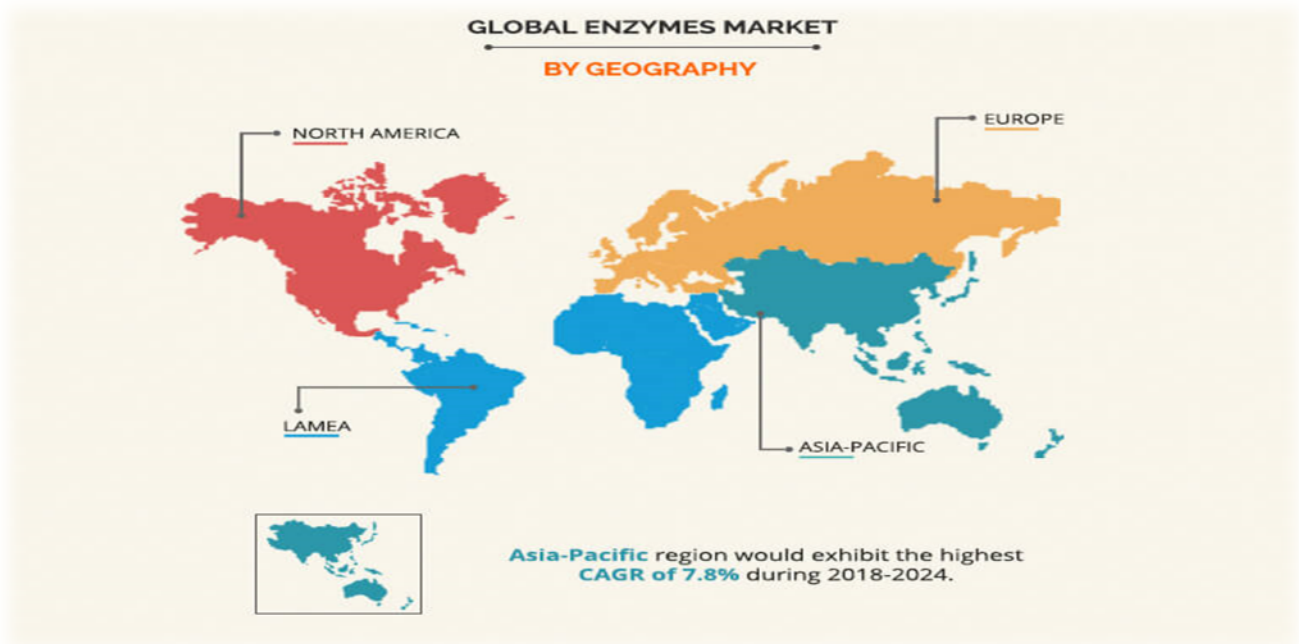 GLOBAL ENZYMES MARKET
BY GEOGRAPHY
NORTH AMERICA
EUROPE
LAMEA
ASIA-PACIFIC
Asia-Pacific region would exhibit the highest
CAGR of 7.8% during 2018-2024.